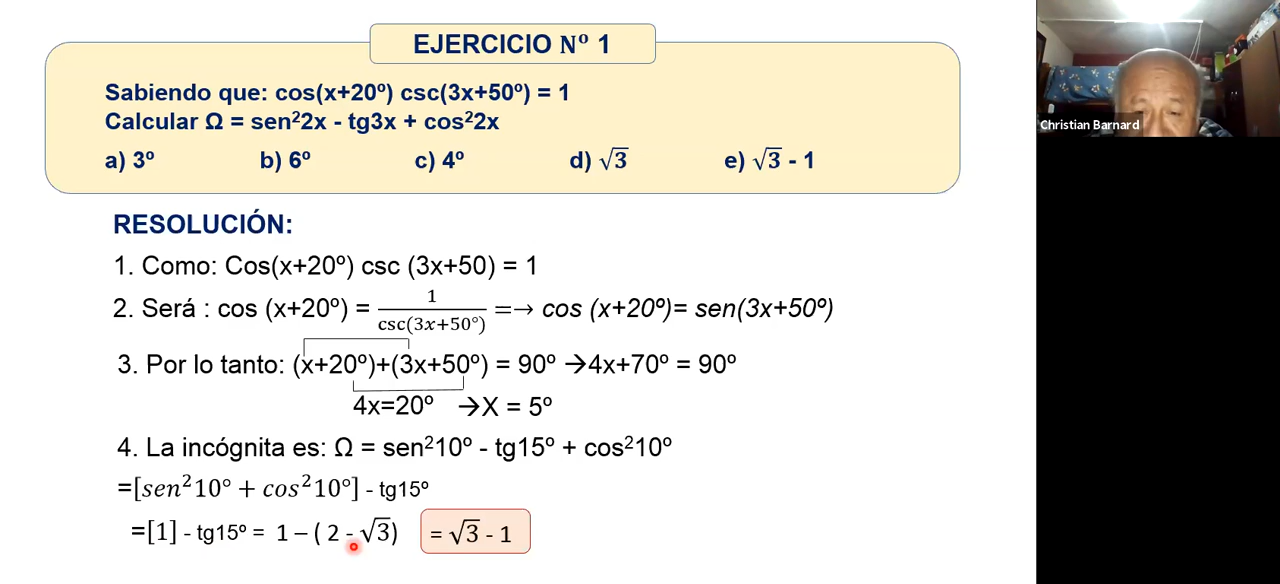 EJERCICIO Nº 1
Sabiendo que: cos(x+20º) csc(3x+50º) = 1
Calcular Ω = sen²2x - tg3x + cos²2x
a) 3º b) 6º c) 4º d) √3 e) √3 - 1
Christian Barnard
RESOLUCIÓN:
1. Como: Cos(x+20º) csc (3x+50) = 1
2. Será : cos (x+20º) = 1/csc(3x+50°) =→ cos (x+20º)= sen(3x+50º)
3. Por lo tanto: (x+20º)+(3x+50º) = 90º →4x+70º = 90º
4x=20º →X = 5º
4. La incógnita es: Ω = sen²10º - tg15º + cos²10º
=[sen²10° + cos²10°] - tg15º
=[1] - tg15º = 1 – ( 2 - √3) = √3 - 1